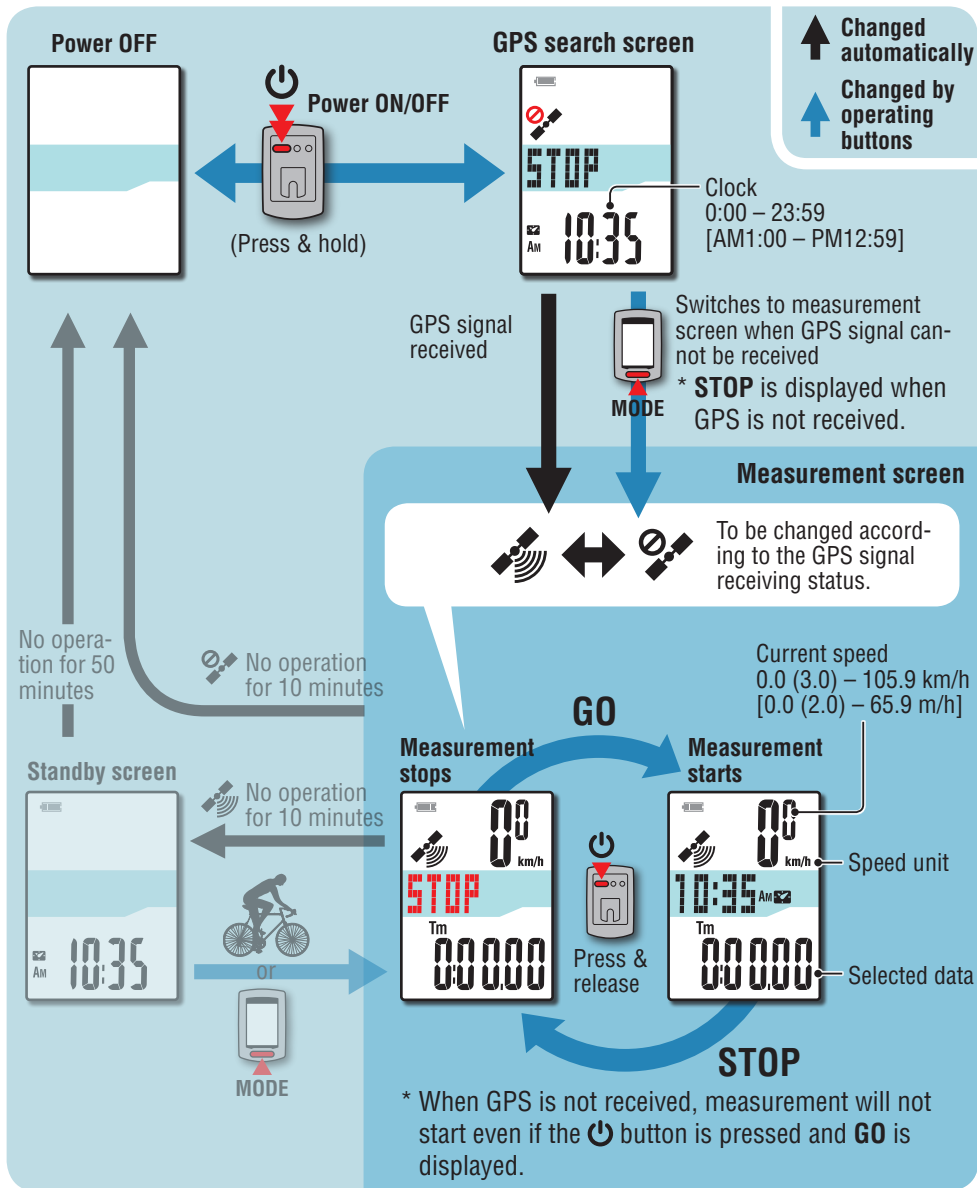 Power OFF
Power ON/OFF
(Press & hold)
GPS search screen
STOP
AM
10:35
Clock
0:00 – 23:59
[AM1:00 – PM12:59]
Changed
automatically
Changed by
operating
buttons
GPS signal
received
MODE
Switches to measurement
screen when GPS signal can-
not be received
* STOP is displayed when
GPS is not received.
Measurement screen
To be changed accord-
ing to the GPS signal
receiving status.
No opera-
tion for 50
minutes
No operation
for 10 minutes
Standby screen
AM
10:35
No operation
for 10 minutes
or
MODE
GO
Measurement
stops
0.0
km/h
STOP
Tm
0:00.00
Press &
release
Measurement
starts
0.0
km/h
10:35 AM
Tm
0:00.00
Current speed
0.0 (3.0) – 105.9 km/h
[0.0 (2.0) – 65.9 m/h]
Speed unit
Selected data
STOP
* When GPS is not received, measurement will not
start even if the button is pressed and GO is
displayed.